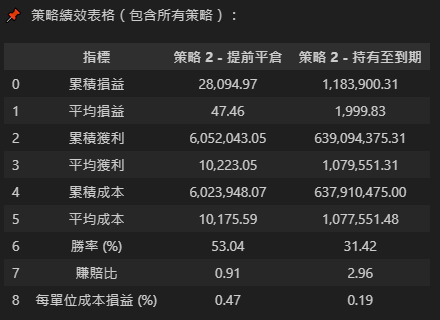 📌 策略績效表格（包含所有策略）：
指標 策略 2 - 提前平倉 策略 2 - 持有至到期
0 累積損益 28,094.97 1,183,900.31
1 平均損益 47.46 1,999.83
2 累積獲利 6,052,043.05 639,094,375.31
3 平均獲利 10,223.05 1,079,551.31
4 累積成本 6,023,948.07 637,910,475.00
5 平均成本 10,175.59 1,077,551.48
6 勝率 (%) 53.04 31.42
7 賺賠比 0.91 2.96
8 每單位成本損益 (%) 0.47 0.19